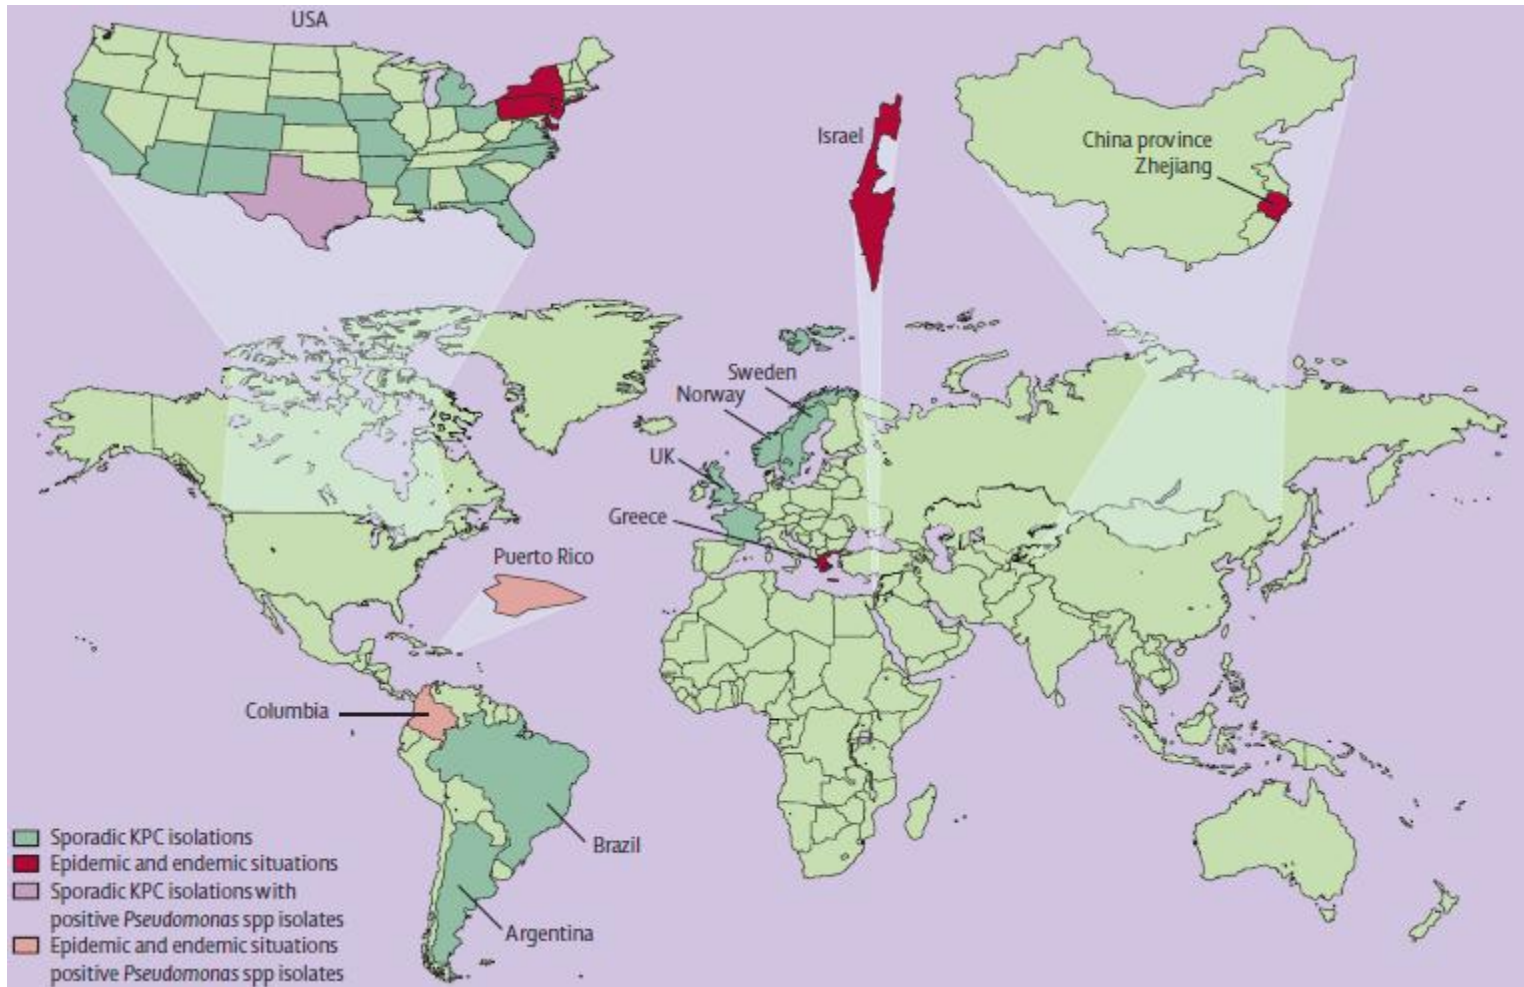 USA
Israel
China province
Zhejiang
Sweden
Norway
UK
Greece
Puerto Rico
Columbia
Brazil
Argentina
Sporadic KPC isolations
Epidemic and endemic situations
Sporadic KPC isolations with
positive Pseudomonas spp isolates
Epidemic and endemic situations
positive Pseudomonas spp isolates